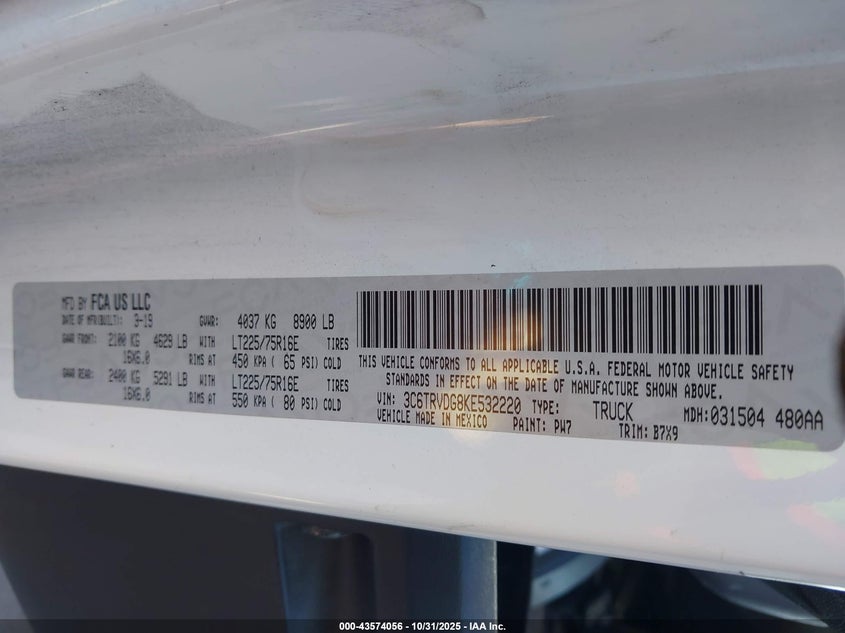 MFD.BY FCA US LLC
DATE OF MFR(BUILT): 3-19 GVWR: 4037 KG 8900 LB
GAWR FRONT: 2100 KG 4629 LB WITH LT225/75R16E TIRES
16X6.0 RIMS AT 450 KPA ( 65 PSI) COLD
GAWR REAR: 2400 KG 5291 LB WITH LT225/75R16E TIRES
16X6.0 RIMS AT 550 KPA ( 80 PSI) COLD
THIS VEHICLE CONFORMS TO ALL APPLICABLE U.S.A. FEDERAL MOTOR VEHICLE SAFETY
STANDARDS IN EFFECT ON THE DATE OF MANUFACTURE SHOWN ABOVE.
VIN: 3C6TRVDG8KE532220 TYPE: TRUCK MDH:031504 480AA
VEHICLE MADE IN MEXICO PAINT: PW7 TRIM: B7X9
000-43574056 - 10/31/2025 - IAA Inc.